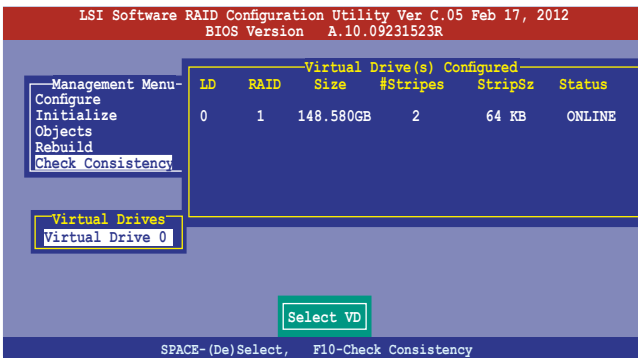 LSI Software RAID Configuration Utility Ver C.05 Feb 17, 2012
BIOS Version A.10.09231523R
Virtual Drive(s) Configured
LD RAID Size #Stripes StripSz Status
0 1 148.580GB 2 64 KB ONLINE
Management Menu
Configure
Initialize
Objects
Rebuild
Check Consistency
Virtual Drives
Virtual Drive 0
Select VD
SPACE-(De)Select, F10-Check Consistency